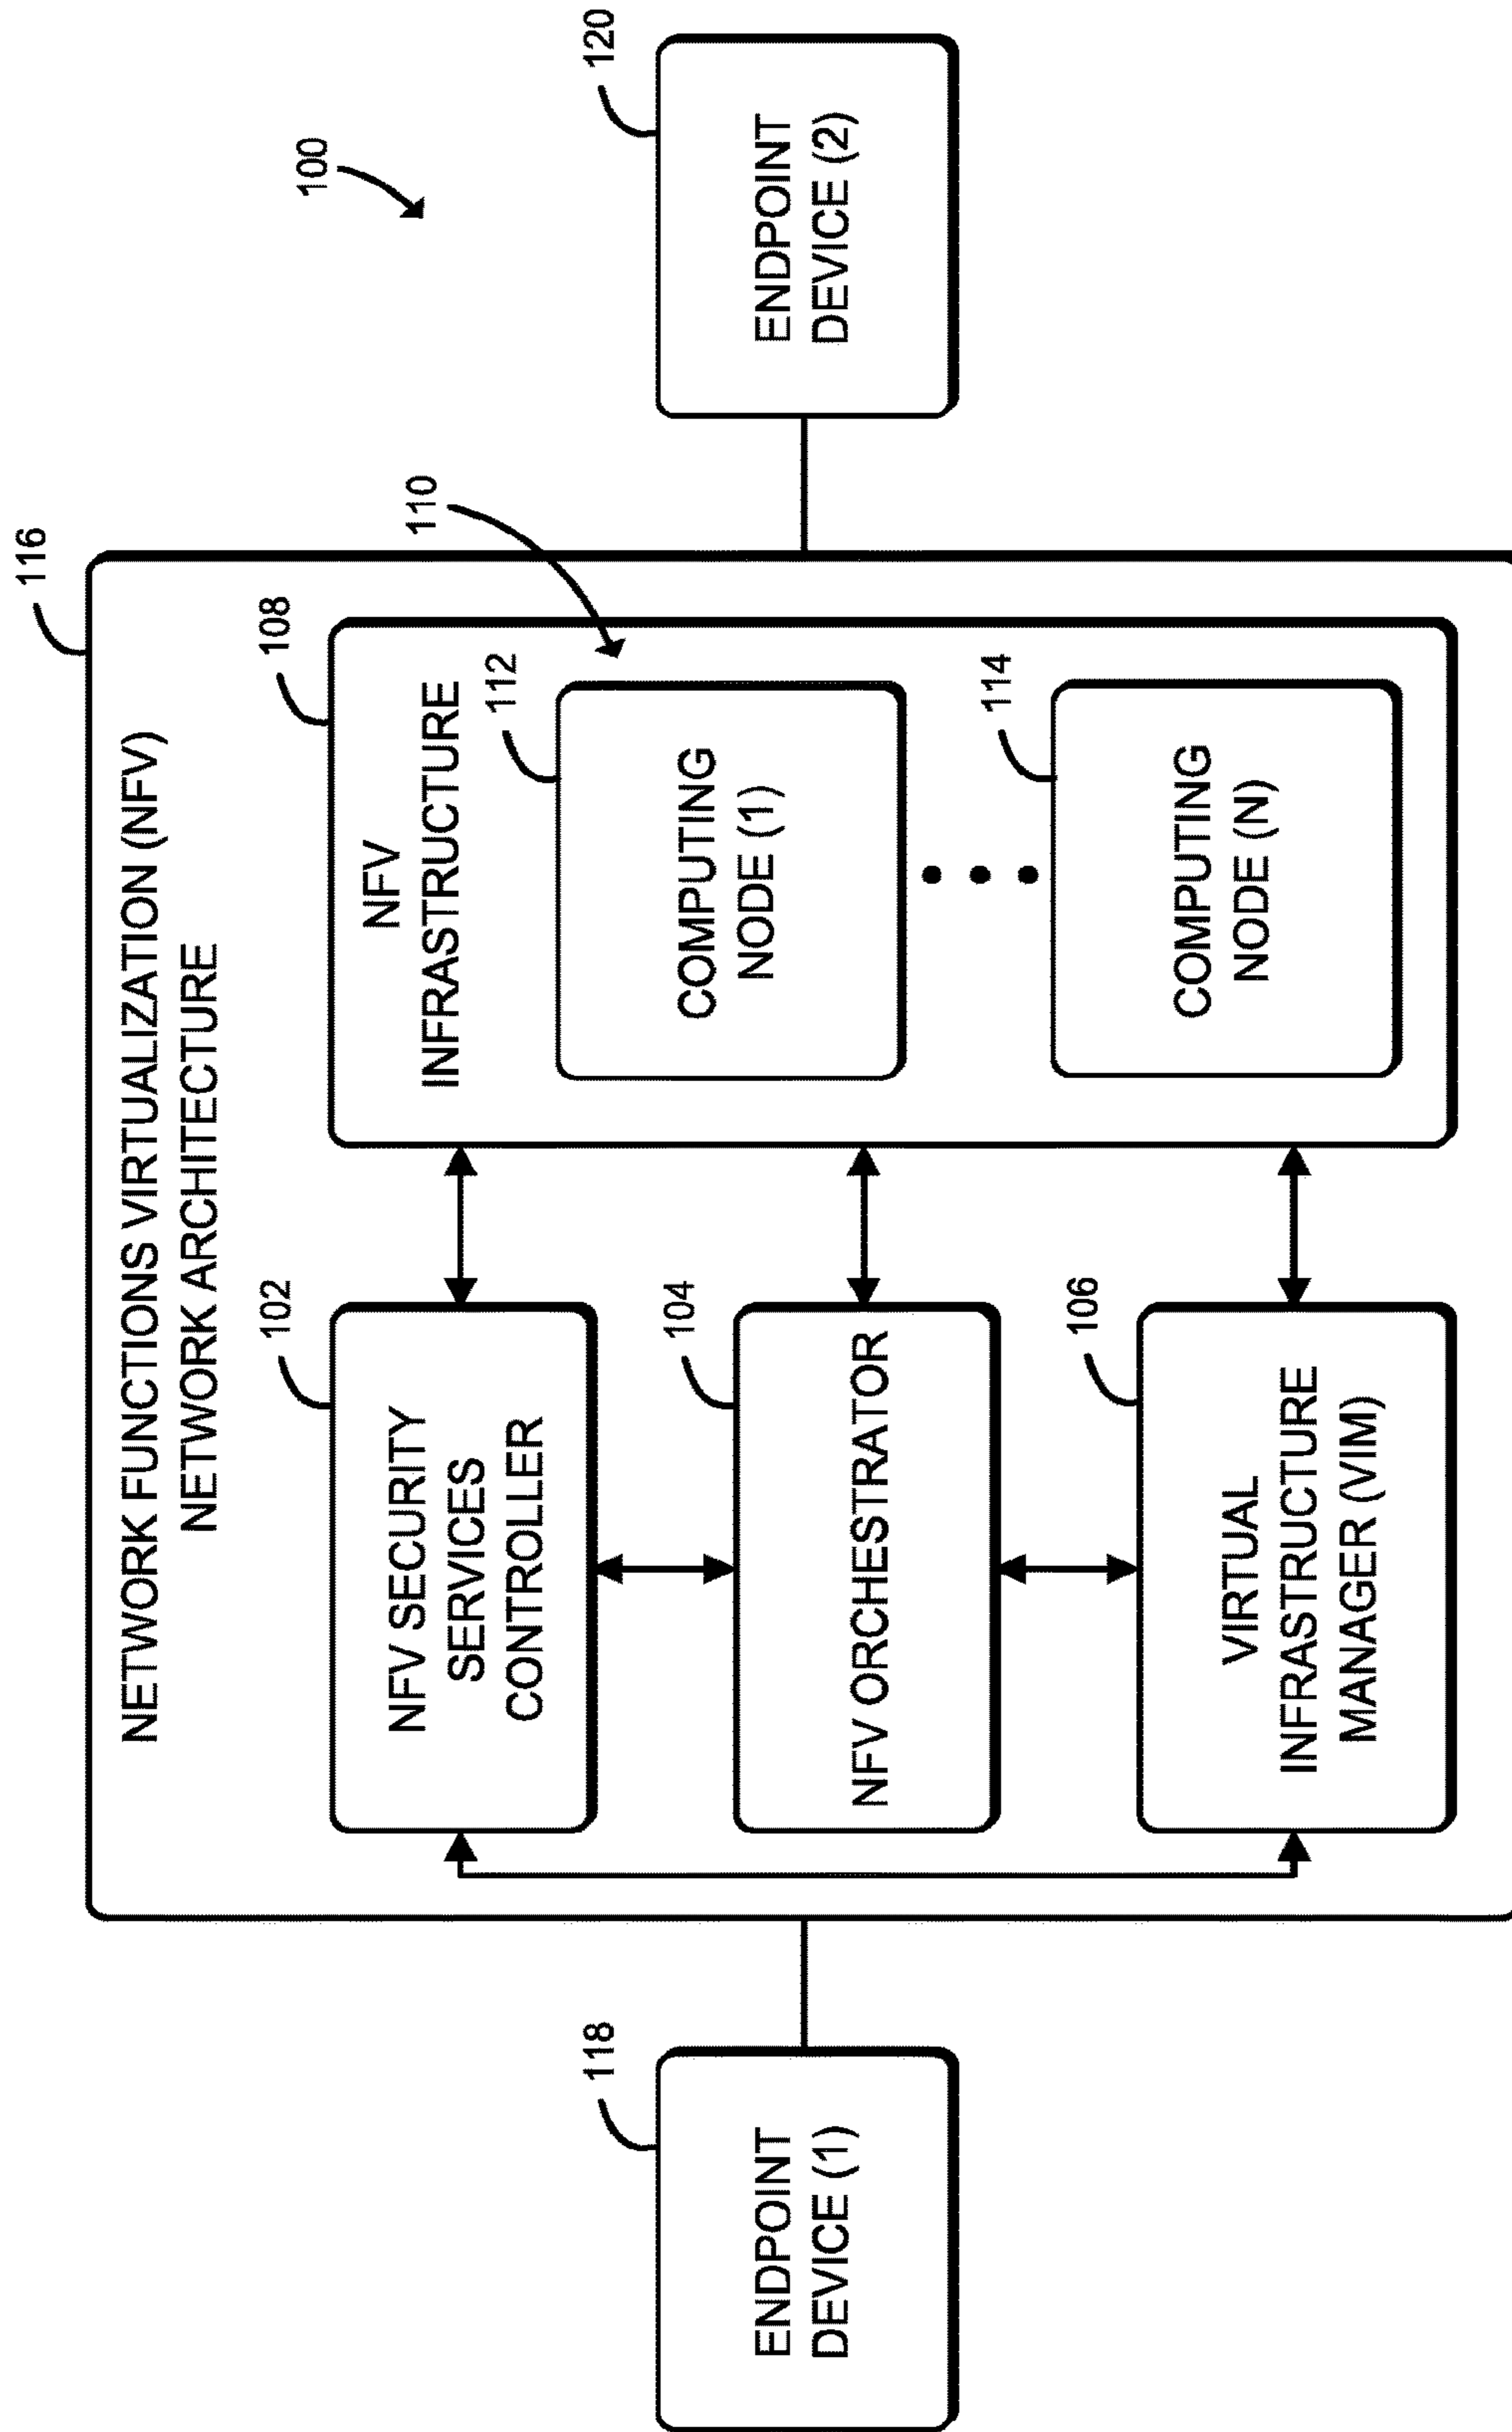 100
116
NETWORK FUNCTIONS VIRTUALIZATION (NFV)
NETWORK ARCHITECTURE
102
NFV SECURITY
SERVICES
CONTROLLER
104
NFV ORCHESTRATOR
106
VIRTUAL
INFRASTRUCTURE
MANAGER (VIM)
108
NFV
INFRASTRUCTURE
110
112
COMPUTING
NODE (1)
114
COMPUTING
NODE (N)
118
ENDPOINT
DEVICE (1)
120
ENDPOINT
DEVICE (2)